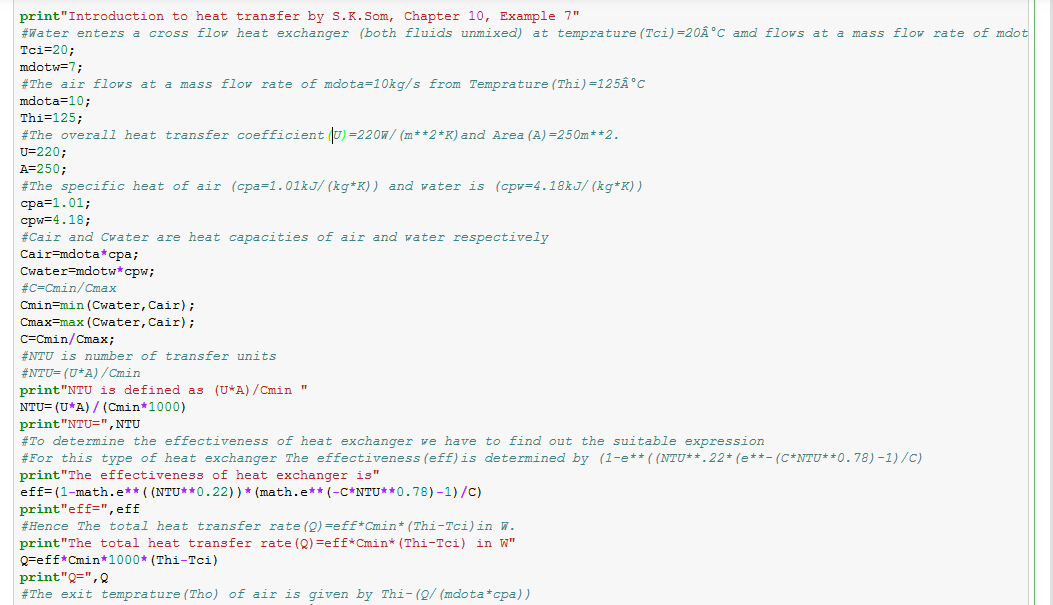 print"Introduction to heat transfer by S.K.Som, Chapter 10, Example 7"
#Water enters a cross flow heat exchanger (both fluids unmixed) at temprature(Tci)=20Â°C amd flows at a mass flow rate of mdot
Tci=20;
mdotw=7;
#The air flows at a mass flow rate of mdota=10kg/s from Temprature(Thi)=125Â°C
mdota=10;
Thi=125;
#The overall heat transfer coefficient(U)=220W/(m**2*K)and Area(A)=250m**2.
U=220;
A=250;
#The specific heat of air (cpa=1.01kJ/(kg*K)) and water is (cpw=4.18kJ/(kg*K))
cpa=1.01;
cpw=4.18;
#Cair and Cwater are heat capacities of air and water respectively
Cair=mdota*cpa;
Cwater=mdotw*cpw;
#C=Cmin/Cmax
Cmin=min(Cwater,Cair);
Cmax=max(Cwater,Cair);
C=Cmin/Cmax;
#NTU is number of transfer units
#NTU=(U*A)/Cmin
print"NTU is defined as (U*A)/Cmin "
NTU=(U*A)/(Cmin*1000)
print"NTU=",NTU
#To determine the effectiveness of heat exchanger we have to find out the suitable expression
#For this type of heat exchanger The effectiveness(eff)is determined by (1-e**((NTU**.22*(e**-(C*NTU**0.78)-1)/C)
print"The effectiveness of heat exchanger is"
eff=(1-math.e**((NTU**0.22))*(math.e**(-C*NTU**0.78)-1)/C)
print"eff=",eff
#Hence The total heat transfer rate(Q)=eff*Cmin*(Thi-Tci)in W.
print"The total heat transfer rate(Q)=eff*Cmin*(Thi-Tci) in W"
Q=eff*Cmin*1000*(Thi-Tci)
print"Q=",Q
#The exit temprature(Tho) of air is given by Thi-(Q/(mdota*cpa))